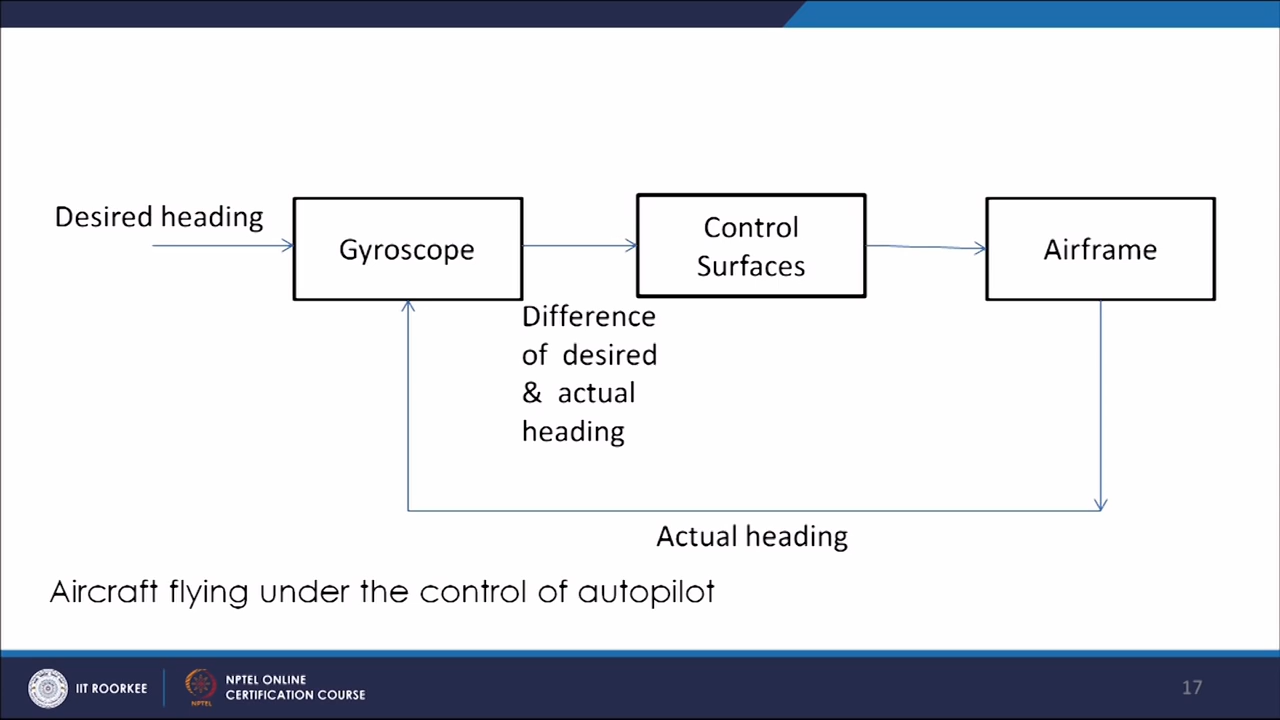 Desired heading
Gyroscope
Control
Surfaces
Airframe
Difference
of desired
& actual
heading
Actual heading
Aircraft flying under the control of autopilot
IIT ROORKEE
NPTEL
NPTEL ONLINE
CERTIFICATION COURSE
17